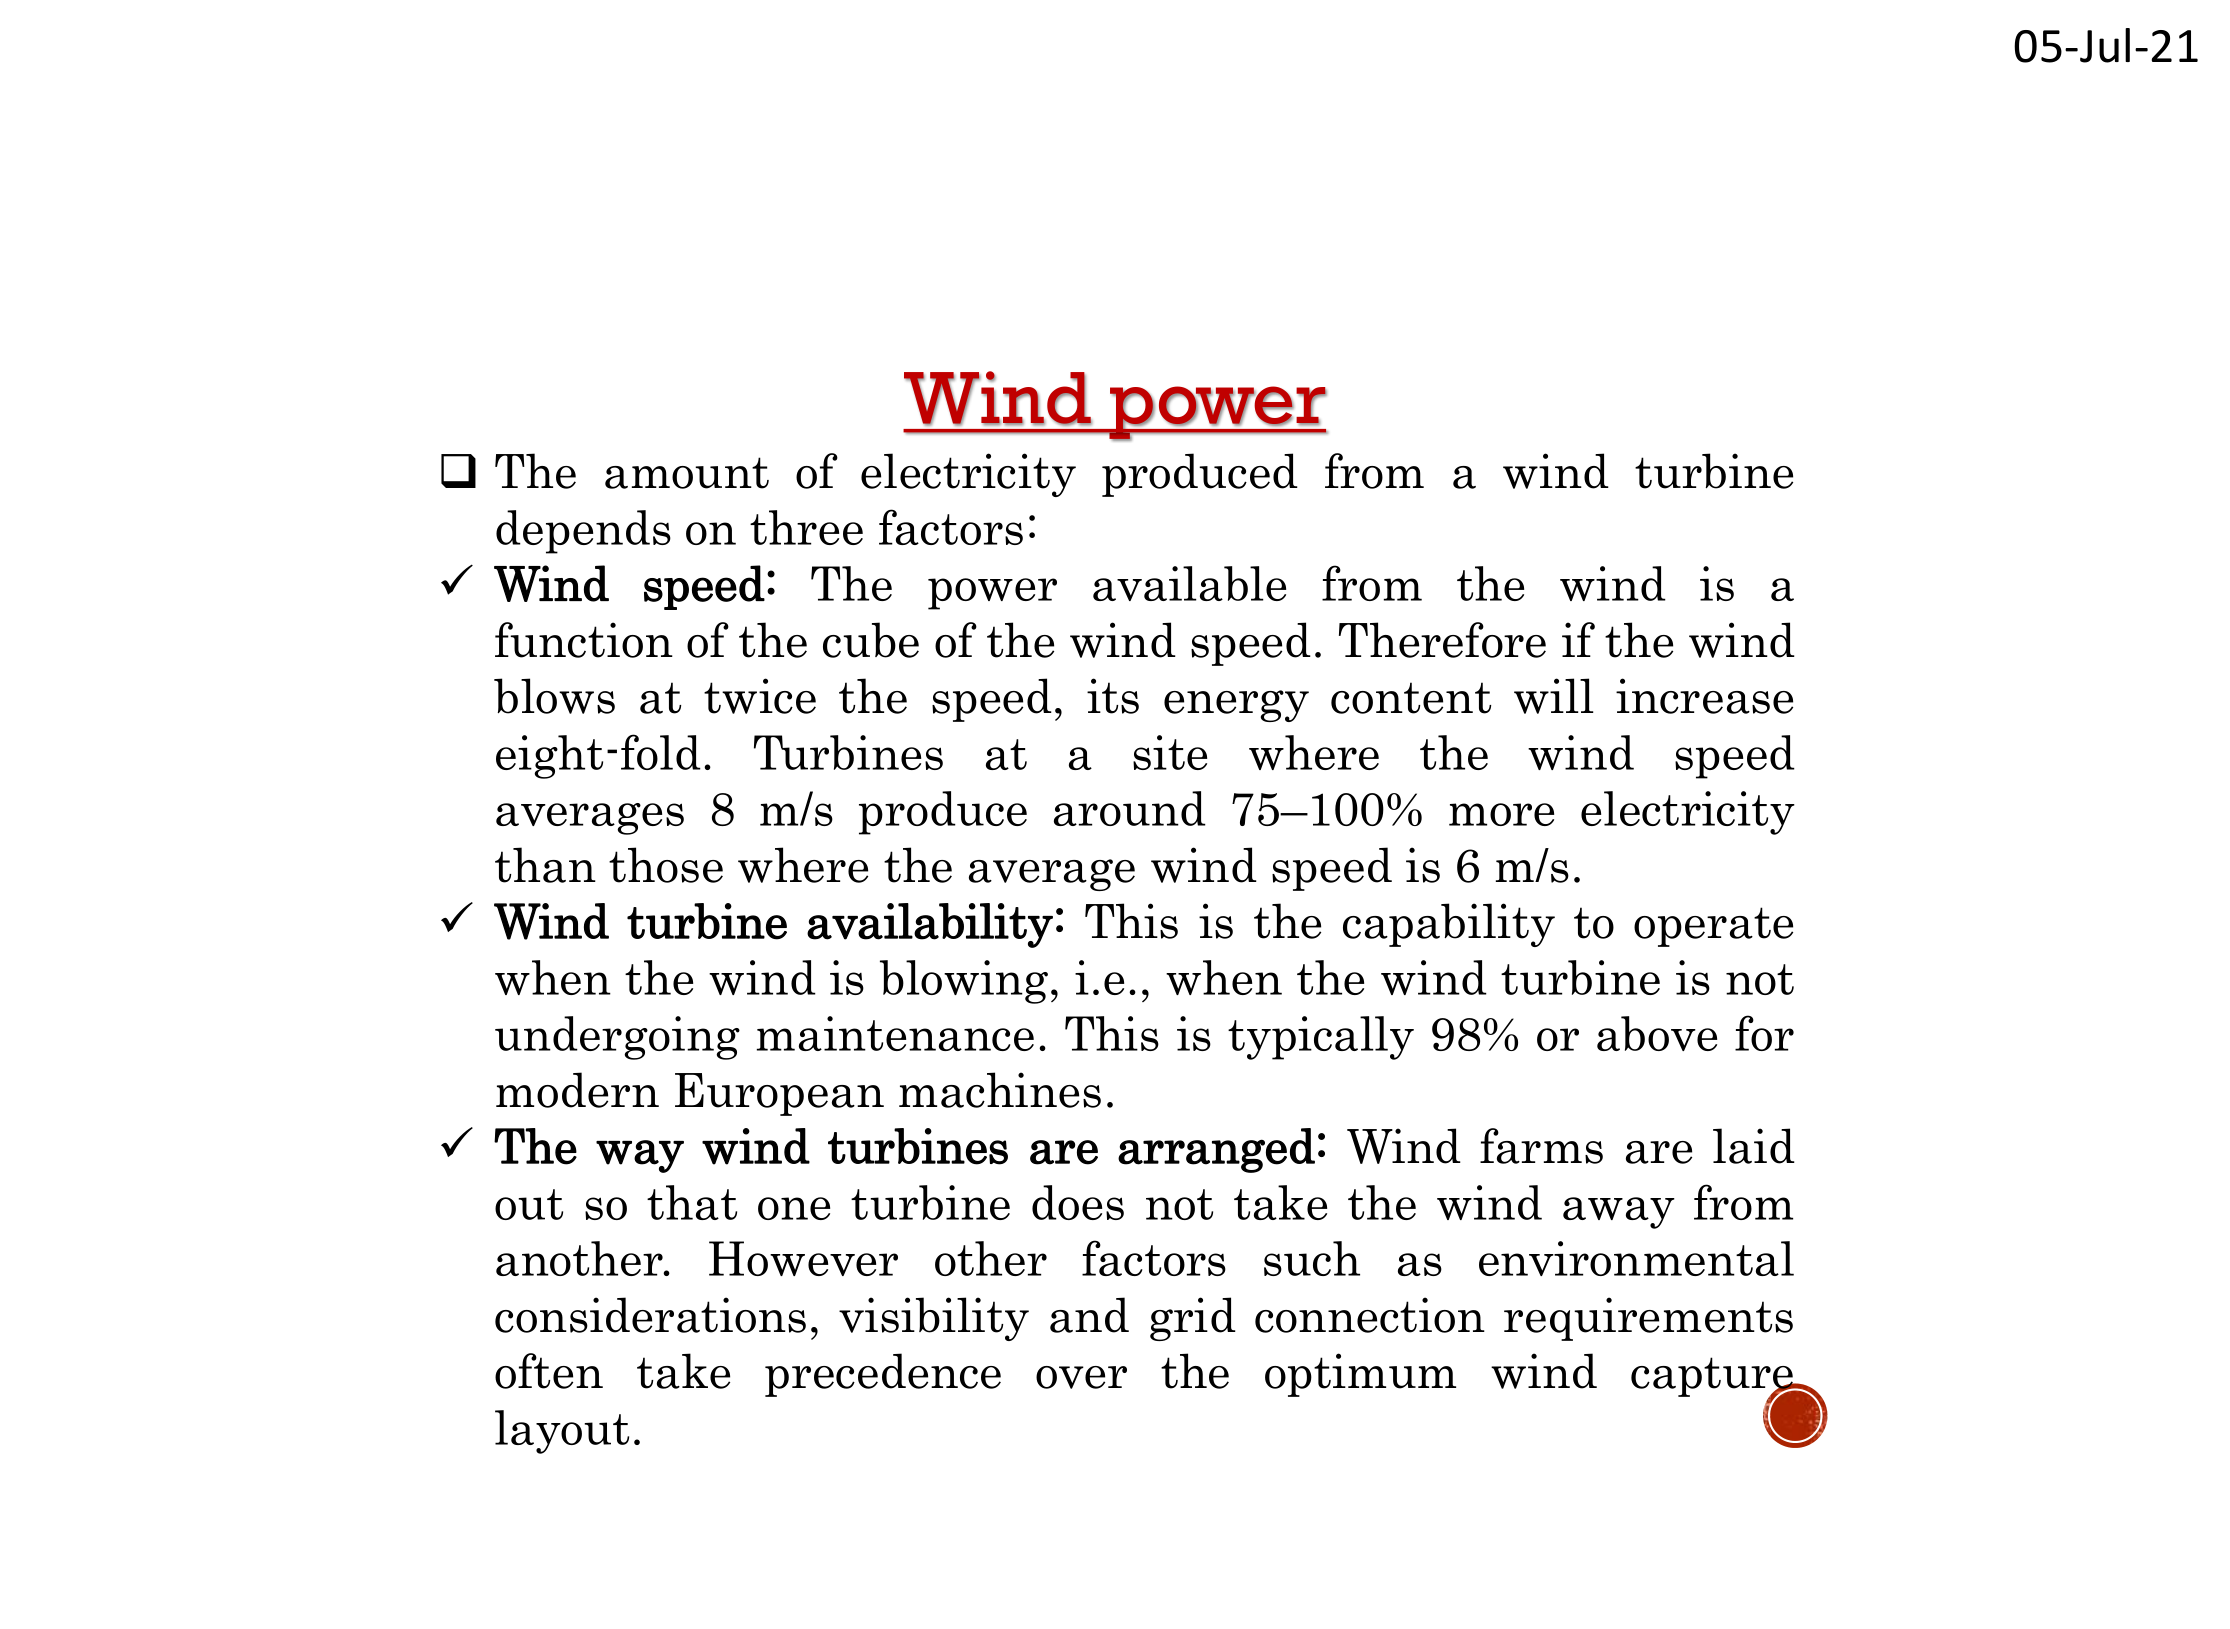 05-Jul-21
Wind power
❑ The amount of electricity produced from a wind turbine
depends on three factors:
✓ Wind speed: The power available from the wind is a
function of the cube of the wind speed. Therefore if the wind
blows at twice the speed, its energy content will increase
eight-fold. Turbines at a site where the wind speed
averages 8 m/s produce around 75–100% more electricity
than those where the average wind speed is 6 m/s.
✓ Wind turbine availability: This is the capability to operate
when the wind is blowing, i.e., when the wind turbine is not
undergoing maintenance. This is typically 98% or above for
modern European machines.
✓ The way wind turbines are arranged: Wind farms are laid
out so that one turbine does not take the wind away from
another. However other factors such as environmental
considerations, visibility and grid connection requirements
often take precedence over the optimum wind capture
layout.